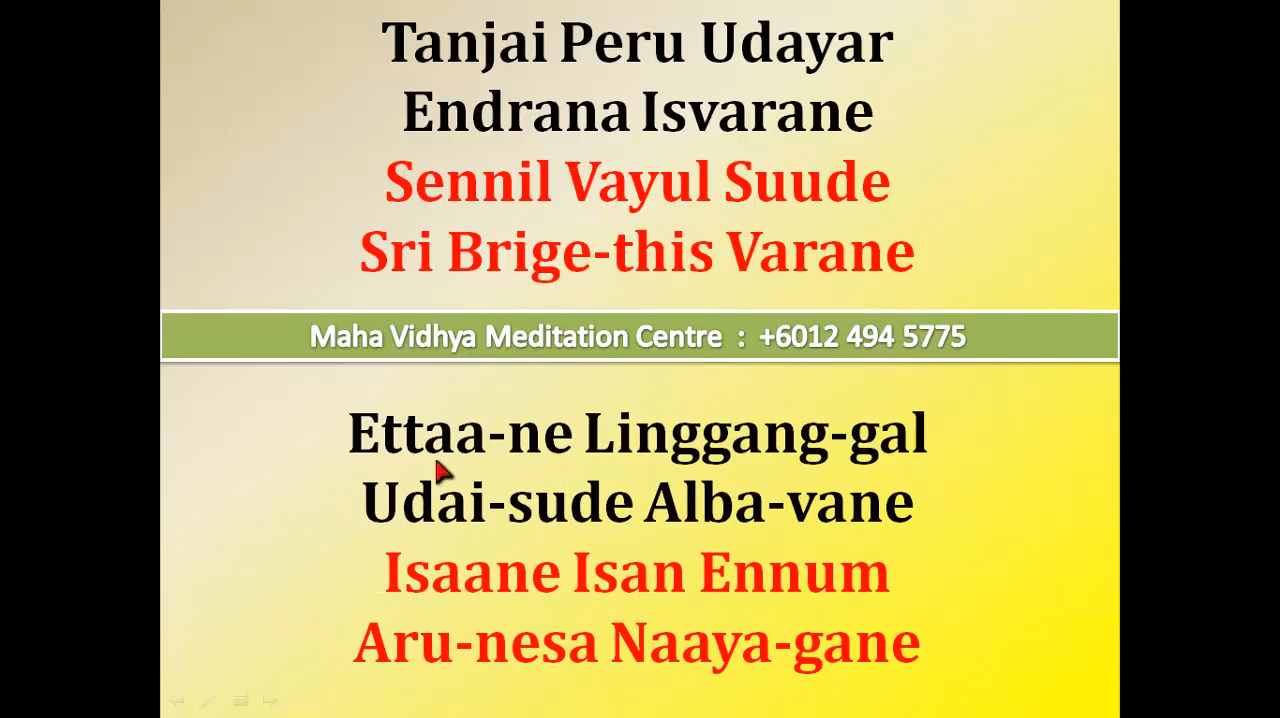 Tanjai Peru Udayar
Endrana Isvarane
Sennil Vayul Suude
Sri Brige-this Varane
Maha Vidhya Meditation Centre : +6012 494 5775
Ettaa-ne Linggang-gal
Udai-sude Alba-vane
Isaane Isan Ennum
Aru-nesa Naaya-gane